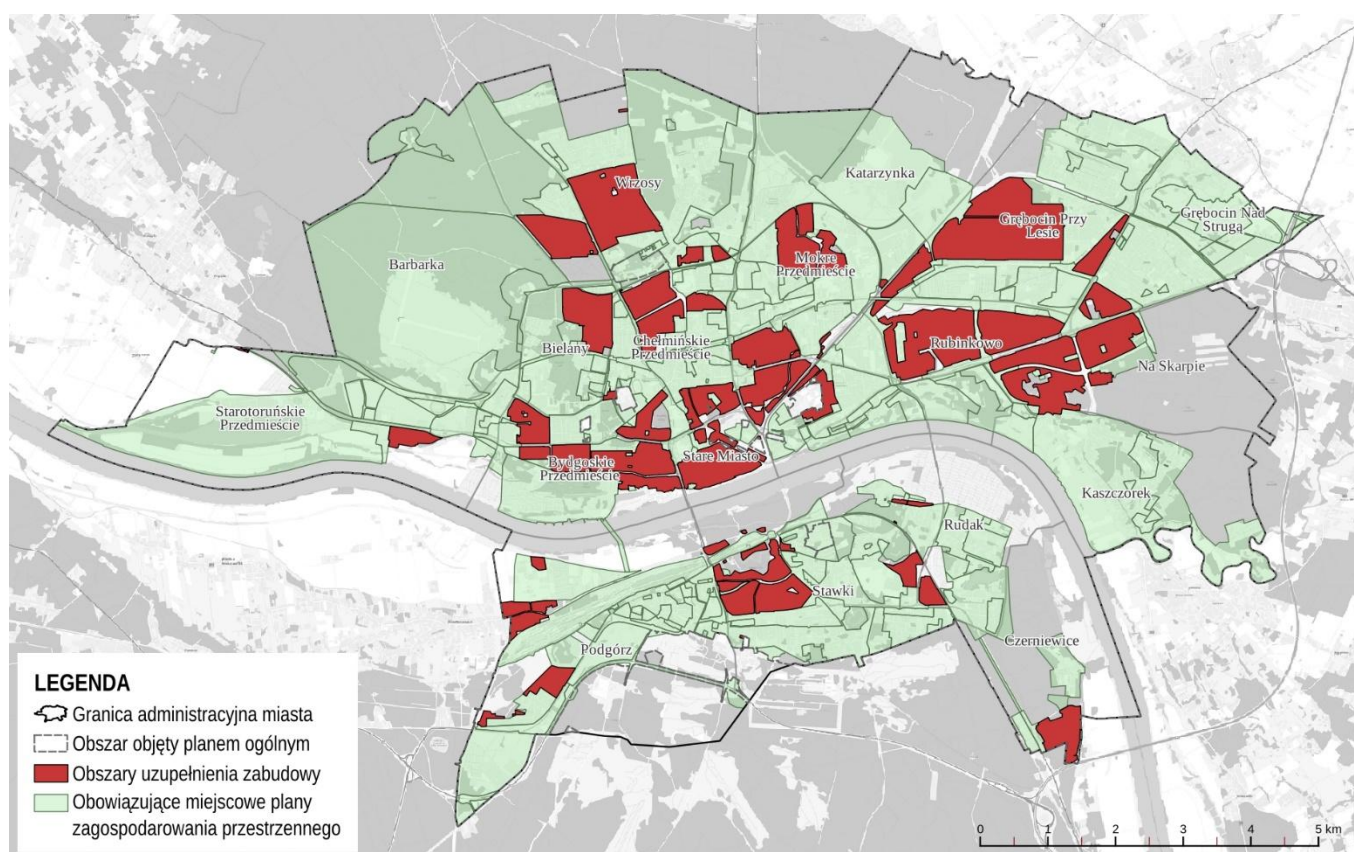 Wrzosy
Katarzynka
Grębocin Przy
Lesie
Grębocin Nad
Strugą
Barbarka
Mokre
Przedmieście
Bielany
Chełmińskie
Przedmieście
Rubinkowo
Na Skarpie
Starotoruńskie
Przedmieście
Bydgoskie
Przedmieście
Stare Miasto
Kaszczorek
Rudak
Stawki
Czerniewice
Podgórz
LEGENDA
Granica administracyjna miasta
Obszar objęty planem ogólnym
Obszary uzupełnienia zabudowy
Obowiązujące miejscowe plany
zagospodarowania przestrzennego
0 1 2 3 4 5 km